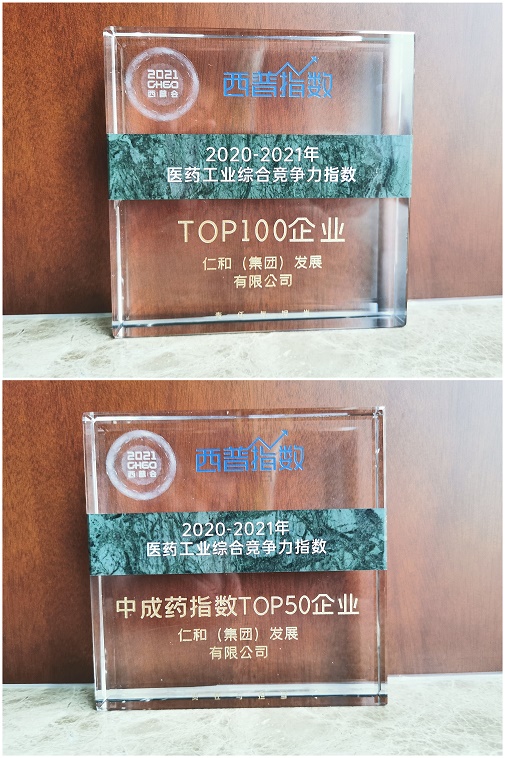 2021
CHEO
西普会
西普指数
2020-2021年
医药工业综合竞争力指数
TOP100企业
仁和（集团）发展
有限公司
2021
CHEO
西普会
西普指数
2020-2021年
医药工业综合竞争力指数
中成药指数TOP50企业
仁和（集团）发展
有限公司